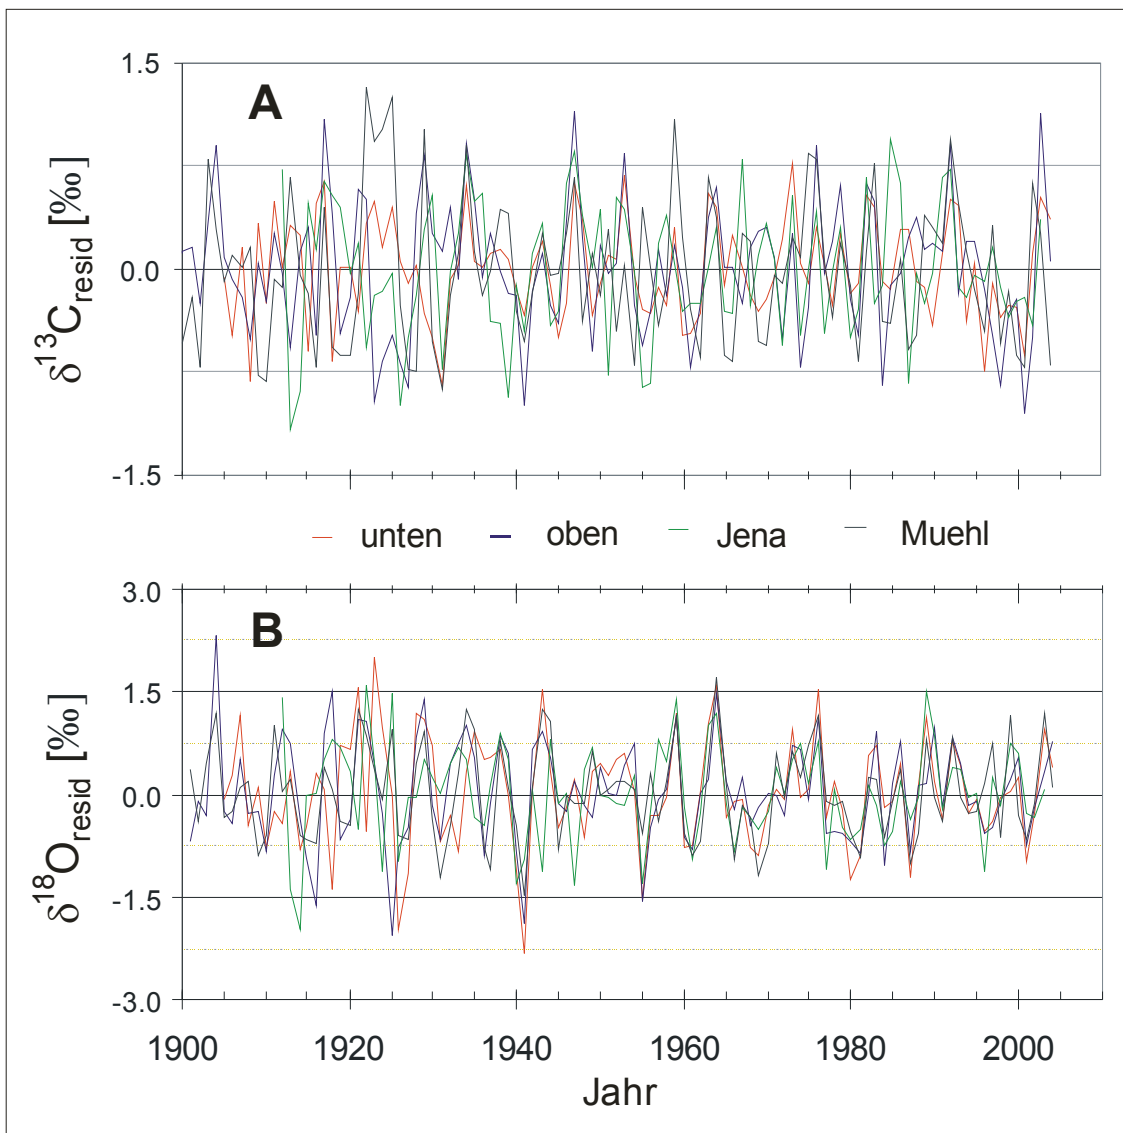 A
1.5
0.0
-1.5
δ13Cresid [‰]
unten oben Jena Muehl
B
3.0
1.5
0.0
-1.5
-3.0
δ18Oresid [‰]
1900 1920 1940 1960 1980 2000
Jahr